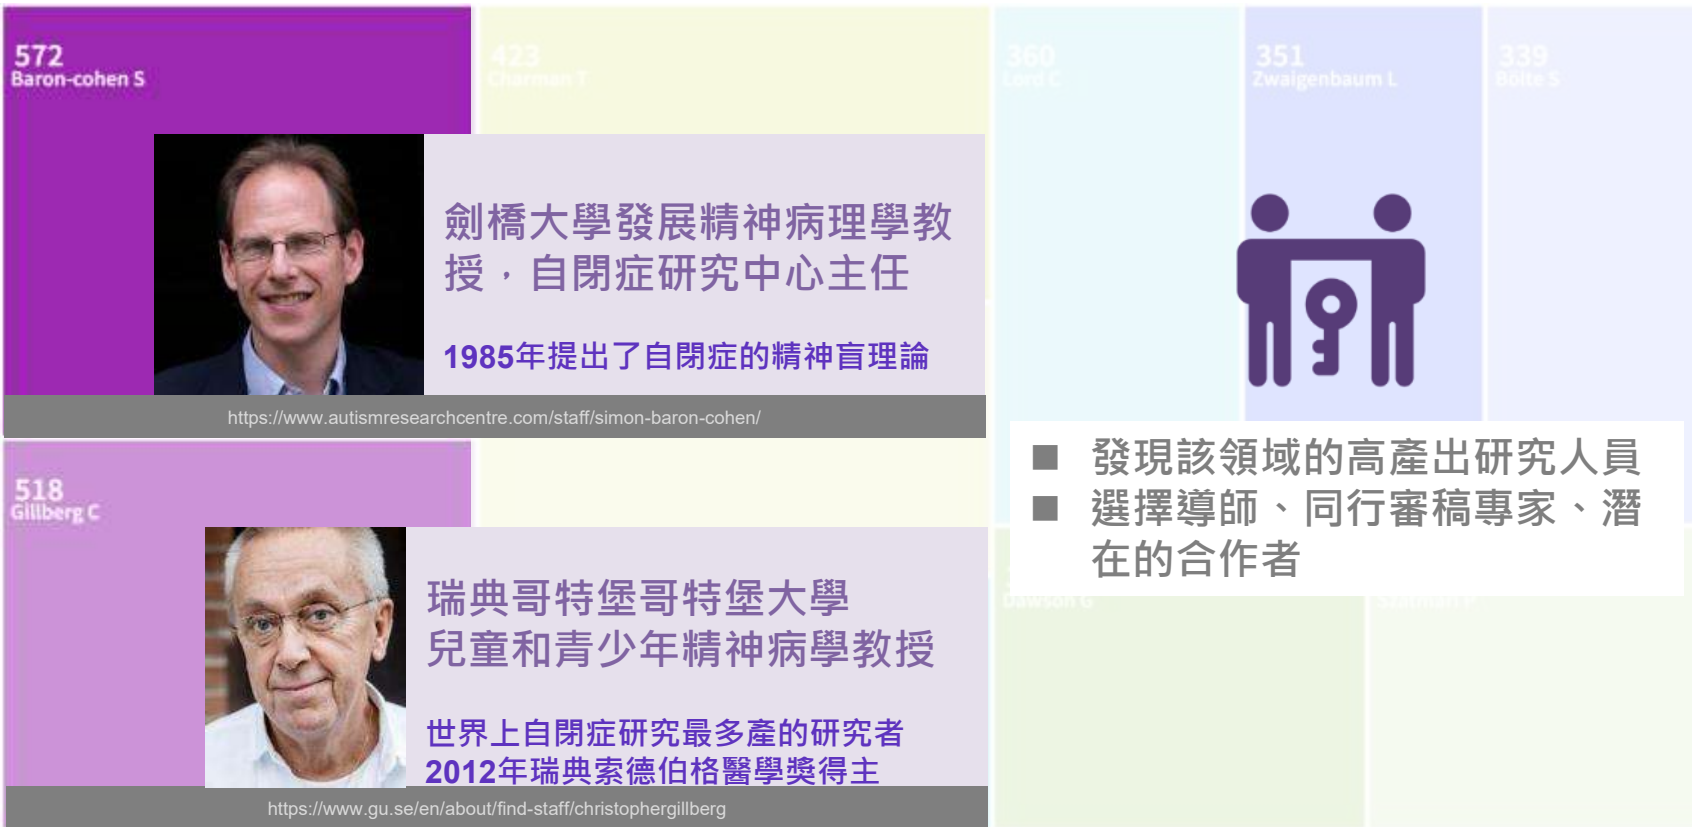 572
Baron-cohen S
423
Charman T
360
Lord C
351
Zwaigenbaum L
339
Bölte S
劍橋大學發展精神病理學教
授，自閉症研究中心主任
1985年提出了自閉症的精神盲理論
https://www.autismresearchcentre.com/staff/simon-baron-cohen/
518
Gillberg C
瑞典哥特堡哥特堡大學
兒童和青少年精神病學教授
世界上自閉症研究最多產的研究者
2012年瑞典索德伯格醫學獎得主
https://www.gu.se/en/about/find-staff/christophergillberg
■ 發現該領域的高產出研究人員
■ 選擇導師、同行審稿專家、潛
在的合作者
Dawson G